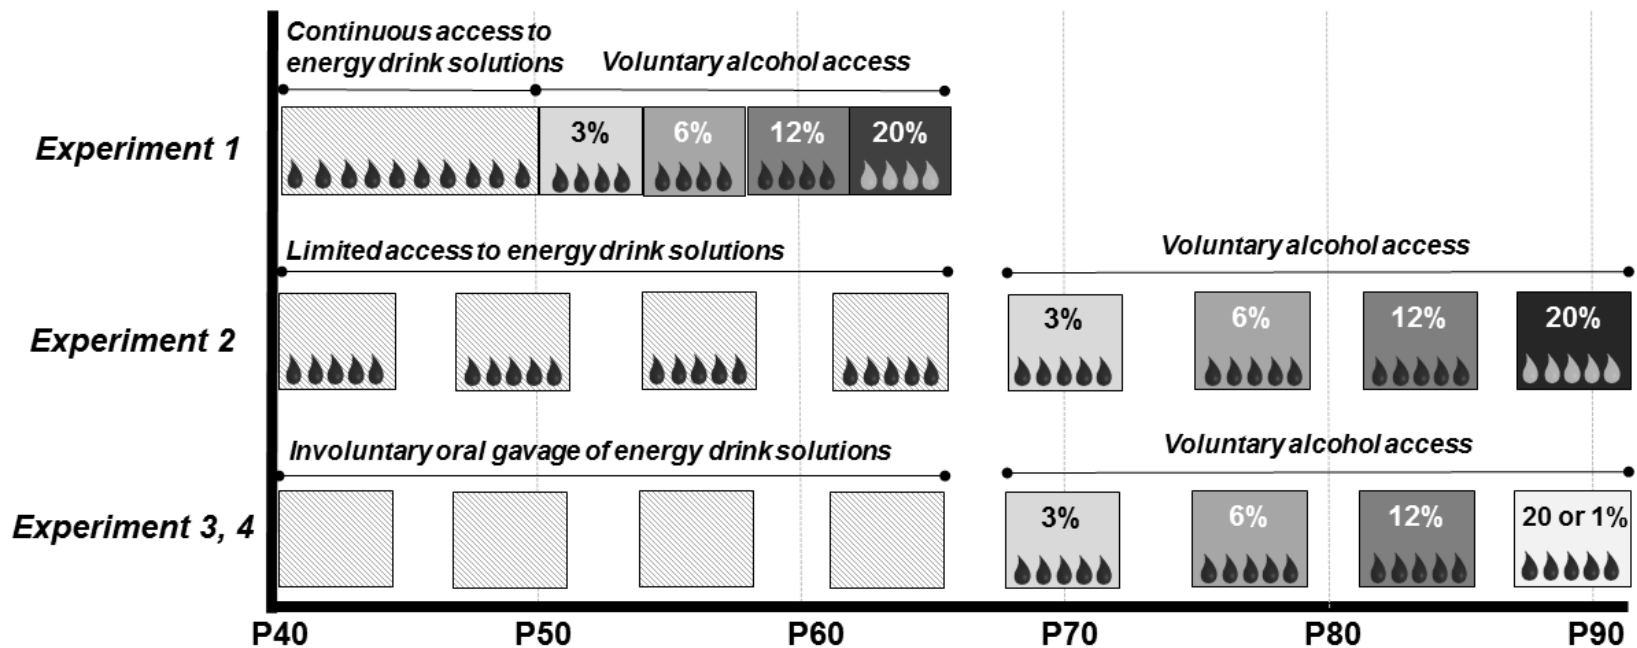 Continuous access to
energy drink solutions
Voluntary alcohol access
Experiment 1
3%
6%
12%
20%
Limited access to energy drink solutions
Voluntary alcohol access
Experiment 2
3%
6%
12%
20%
Involuntary oral gavage of energy drink solutions
Voluntary alcohol access
Experiment 3, 4
3%
6%
12%
20 or 1%
P40
P50
P60
P70
P80
P90